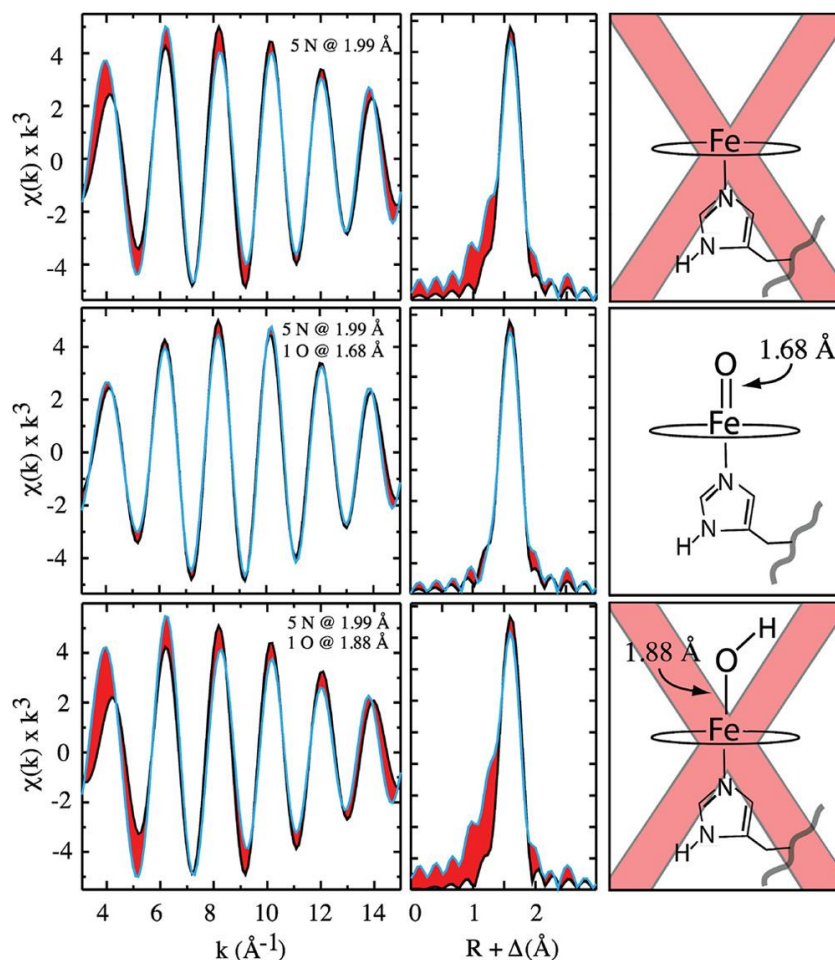 4
2
0
-2
-4
χ(k) x k³
5 N @ 1.99 Å
Fe
N
N
H
4
2
0
-2
-4
χ(k) x k³
5 N @ 1.99 Å
1 O @ 1.68 Å
O
1.68 Å
Fe
N
N
H
4
2
0
-2
-4
χ(k) x k³
5 N @ 1.99 Å
1 O @ 1.88 Å
H
1.88 Å
O
Fe
N
N
H
4 6 8 10 12 14
k (Å⁻¹)
0 1 2
R + Δ(Å)